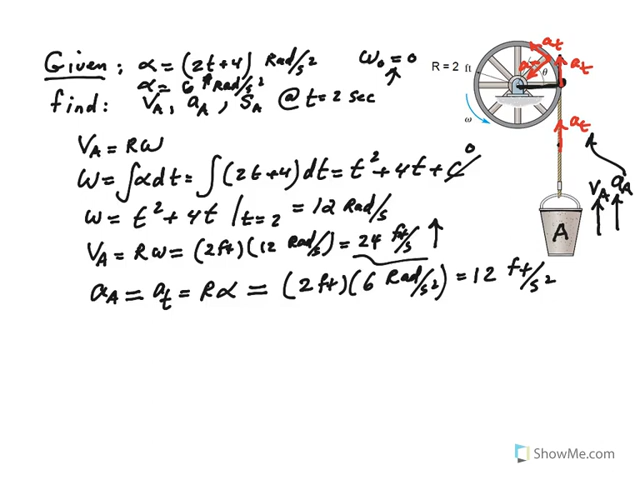 Given: α = (2t+4) Rad/s² ω₀ = 0
α = 6 Rad/s²
find: V_A, a_A, S_A @ t = 2 sec
V_A = Rω
ω = ∫αdt = ∫(2t+4)dt = t² + 4t + C 0
ω = t² + 4t |t=2 = 12 Rad/s
V_A = Rω = (2ft)(12 Rad/s) = 24 ft/s ↑
a_A = a_t = Rα = (2ft)(6 Rad/s²) = 12 ft/s²
R = 2 ft
a_t
a_t
θ
ω
a_t
V_A a_A
A
ShowMe.com